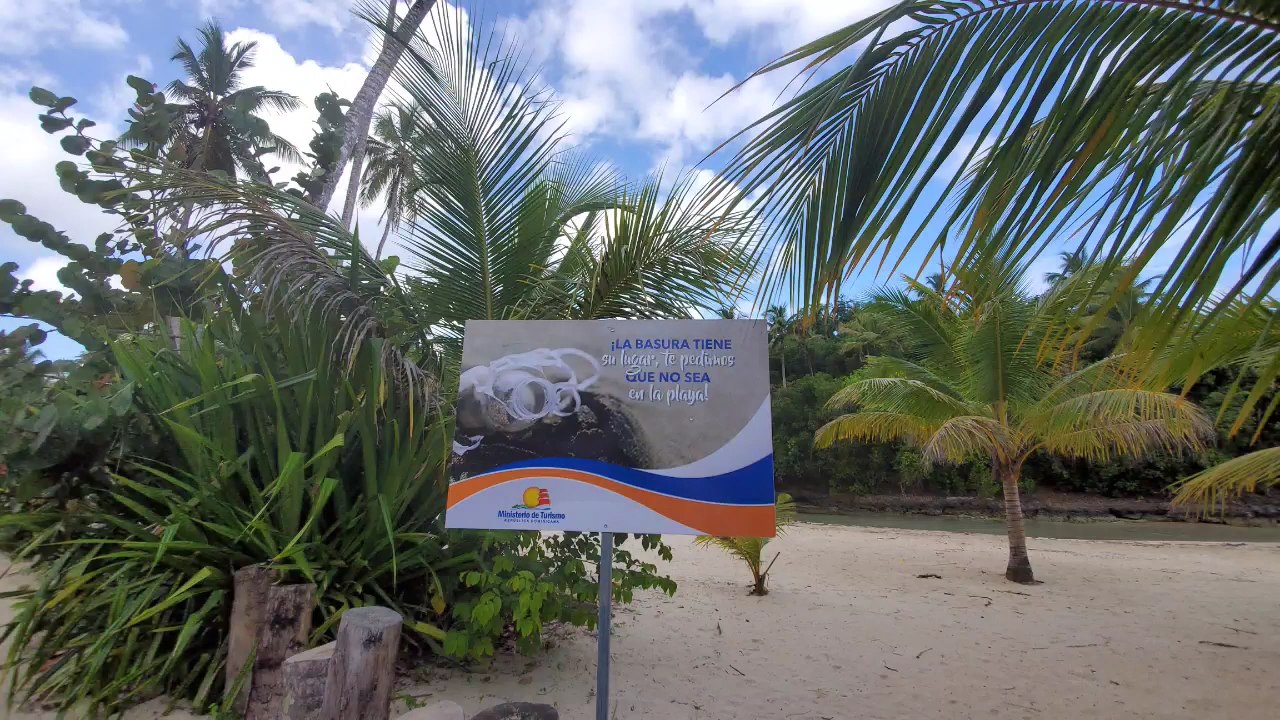 ¡LA BASURA TIENE
su lugar, te pedimos
QUE NO SEA
en la playa!
Ministerio de Turismo
REPÚBLICA DOMINICANA